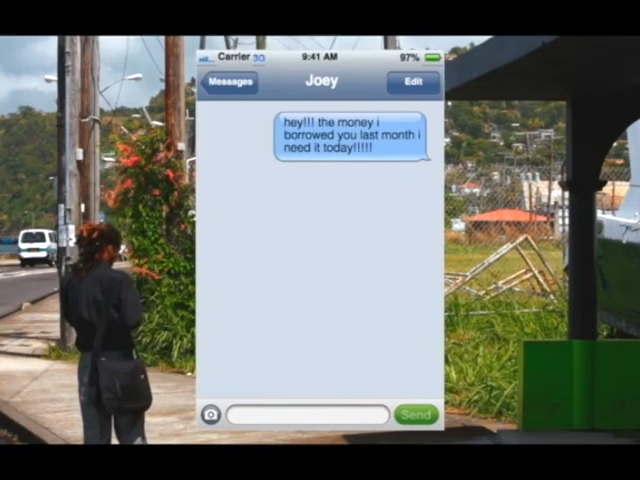 Carrier 3G 9:41 AM 97%
Messages Joey Edit
hey!!! the money i
borrowed you last month i
need it today!!!!!
Send